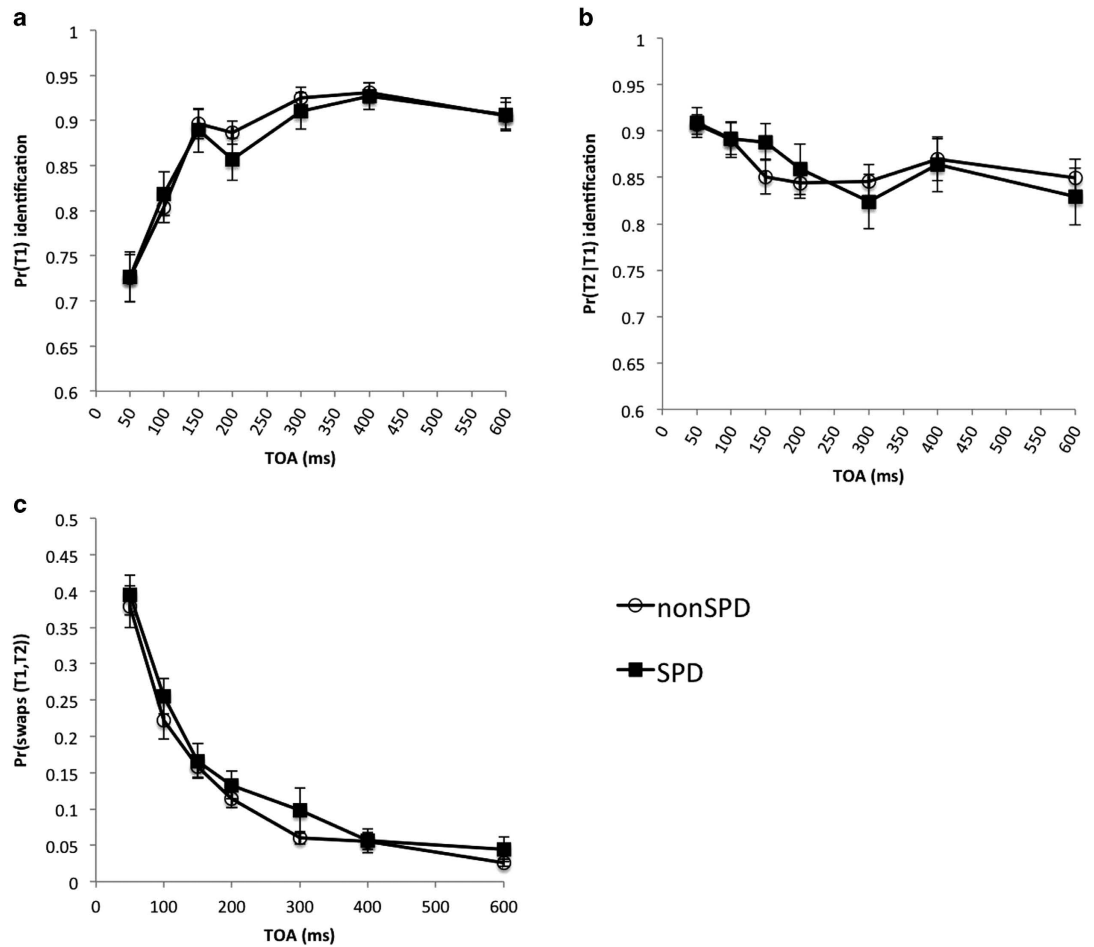 a
1
0.95
0.9
0.85
0.8
0.75
0.7
0.65
0.6
Pr(T1) identification
0 50 100 150 200 250 300 350 400 450 500 550 600
TOA (ms)
b
1
0.95
0.9
0.85
0.8
0.75
0.7
0.65
0.6
Pr(T2|T1) identification
0 50 100 150 200 250 300 350 400 450 500 550 600
TOA (ms)
c
0.5
0.45
0.4
0.35
0.3
0.25
0.2
0.15
0.1
0.05
0
Pr(swaps (T1,T2))
0 100 200 300 400 500 600
TOA (ms)
nonSPD
SPD